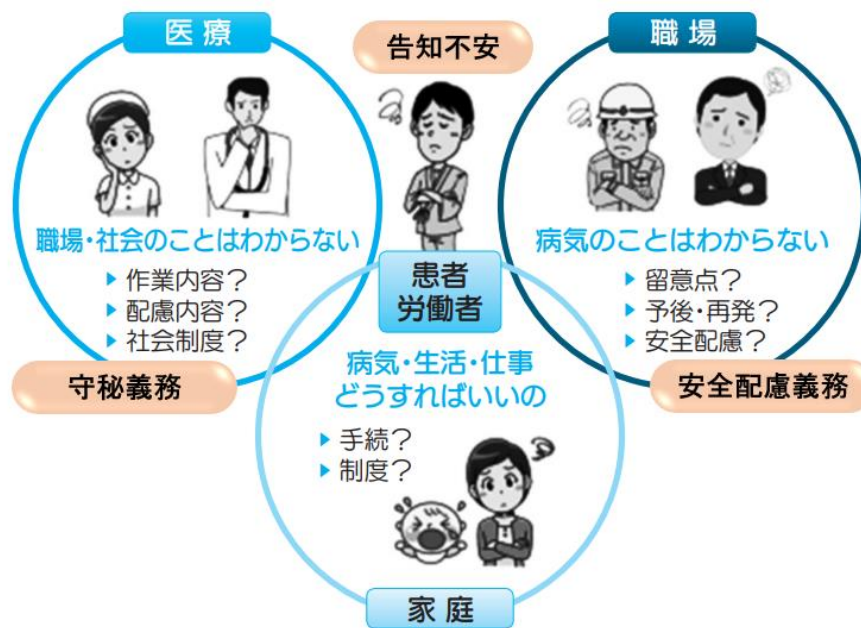 医療
職場・社会のことはわからない
▶ 作業内容?
▶ 配慮内容?
▶ 社会制度?
守秘義務
告知不安
患者
労働者
職場
病気のことはわからない
▶ 留意点?
▶ 予後・再発?
▶ 安全配慮?
安全配慮義務
病気・生活・仕事
どうすればいいの
▶ 手続?
▶ 制度?
家庭